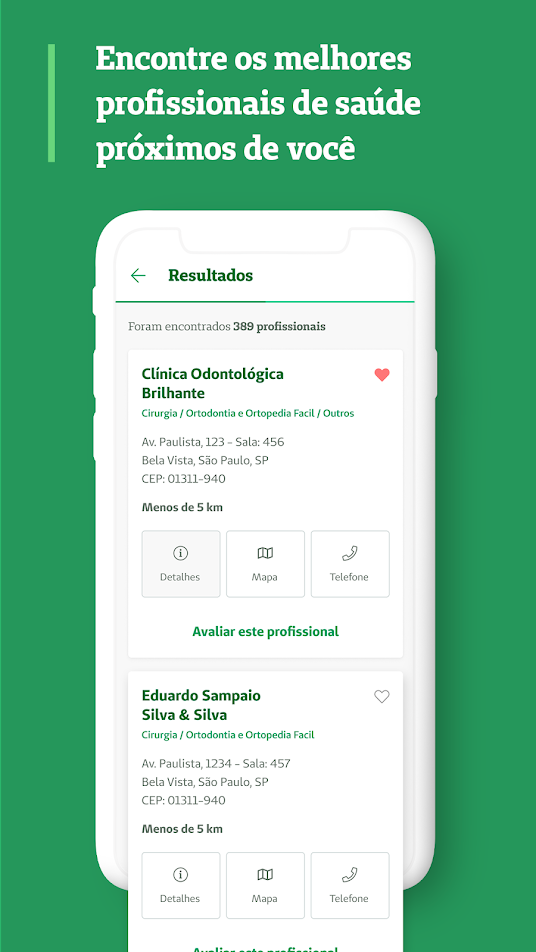 Encontre os melhores
profissionais de saúde
próximos de você
Resultados
Foram encontrados 389 profissionais
Clínica Odontológica
Brilhante
Cirurgia / Ortodontia e Ortopedia Facil / Outros
Av. Paulista, 123 - Sala: 456
Bela Vista, São Paulo, SP
CEP: 01311-940
Menos de 5 km
Detalhes
Mapa
Telefone
Avaliar este profissional
Eduardo Sampaio
Silva & Silva
Cirurgia / Ortodontia e Ortopedia Facil
Av. Paulista, 1234 - Sala: 457
Bela Vista, São Paulo, SP
CEP: 01311-940
Menos de 5 km
Detalhes
Mapa
Telefone
Avaliar este profissional